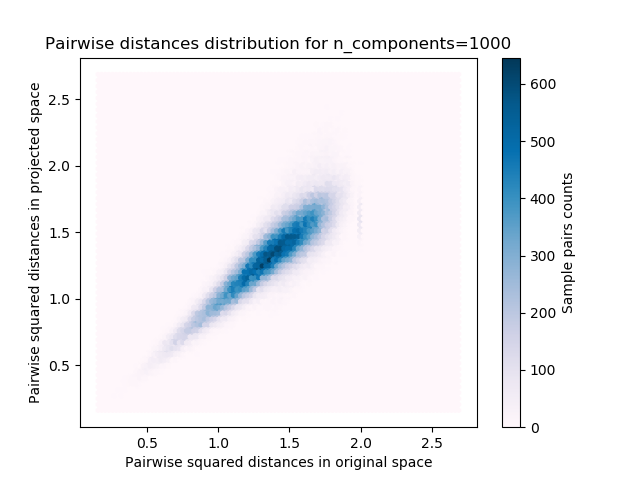 Pairwise distances distribution for n_components=1000
Pairwise squared distances in projected space
2.5
2.0
1.5
1.0
0.5
0.5 1.0 1.5 2.0 2.5
Pairwise squared distances in original space
600
500
400
300
200
100
0
Sample pairs counts